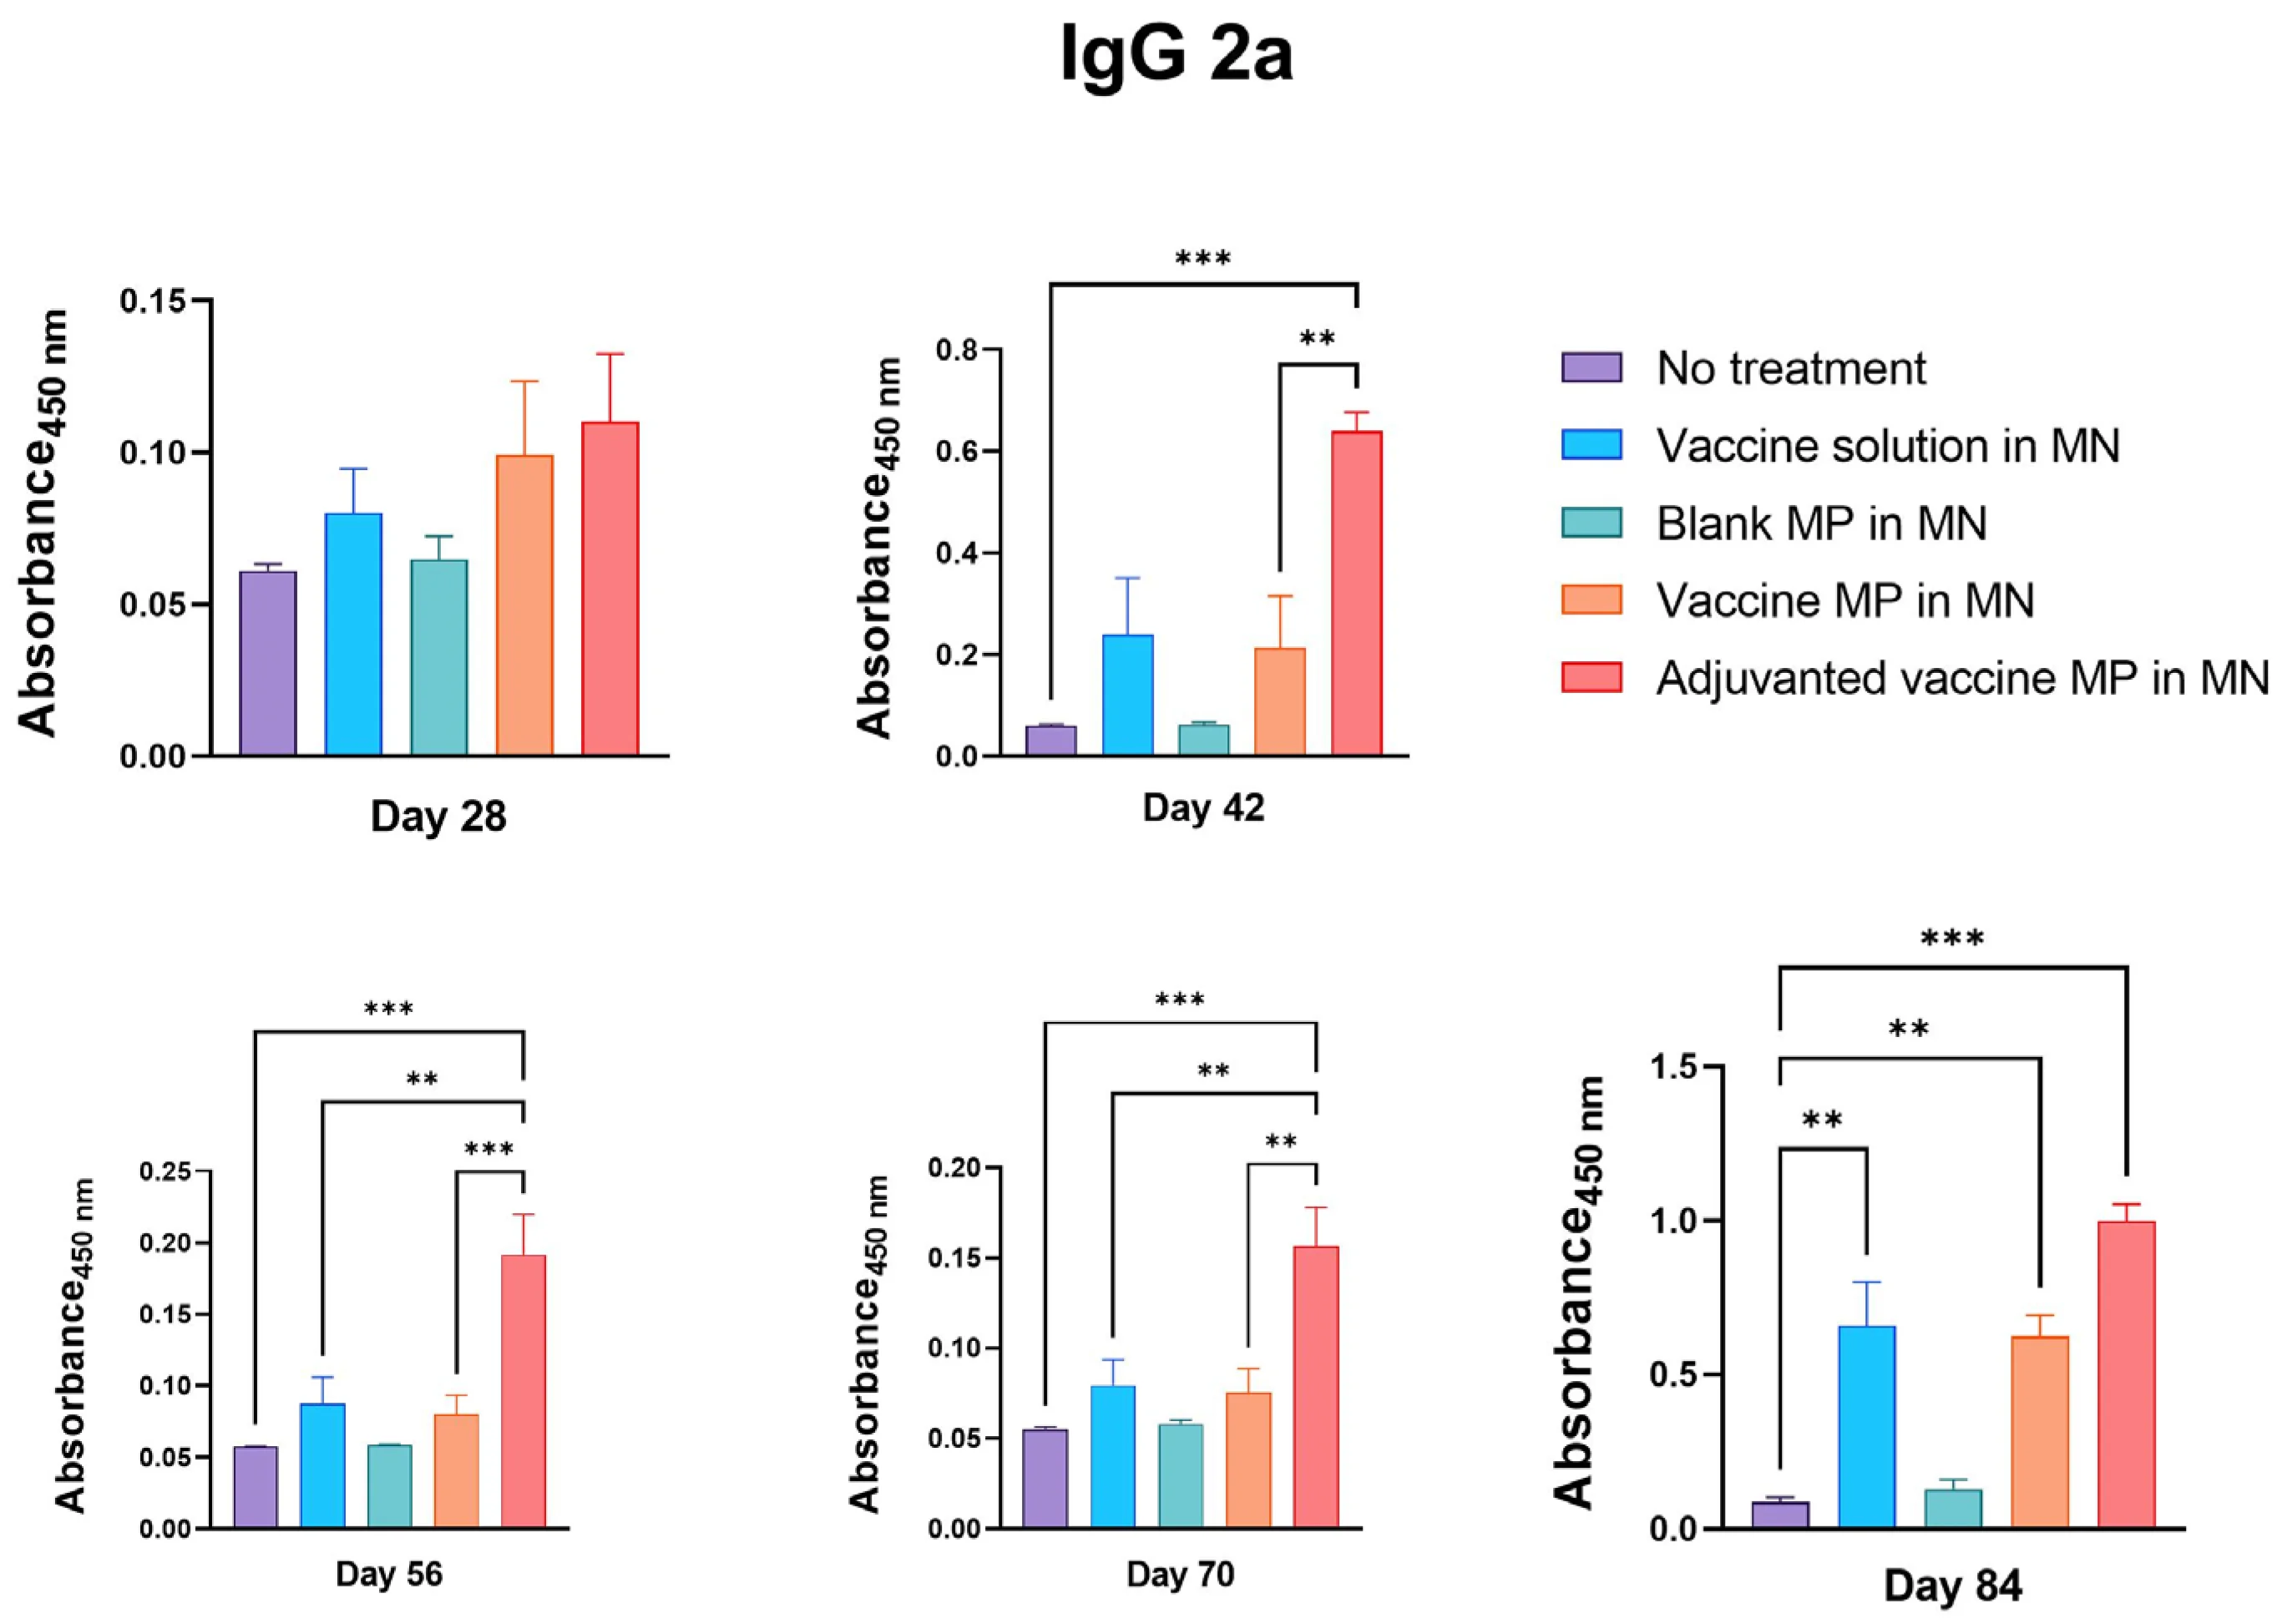 IgG 2a
0.15
0.10
0.05
0.00
Absorbance450 nm
Day 28
***
**
0.8
0.6
0.4
0.2
0.0
Absorbance450 nm
Day 42
No treatment
Vaccine solution in MN
Blank MP in MN
Vaccine MP in MN
Adjuvanted vaccine MP in MN
***
**
***
0.25
0.20
0.15
0.10
0.05
0.00
Absorbance450 nm
Day 56
***
**
**
0.20
0.15
0.10
0.05
0.00
Absorbance450 nm
Day 70
***
**
**
1.5
1.0
0.5
0.0
Absorbance450 nm
Day 84